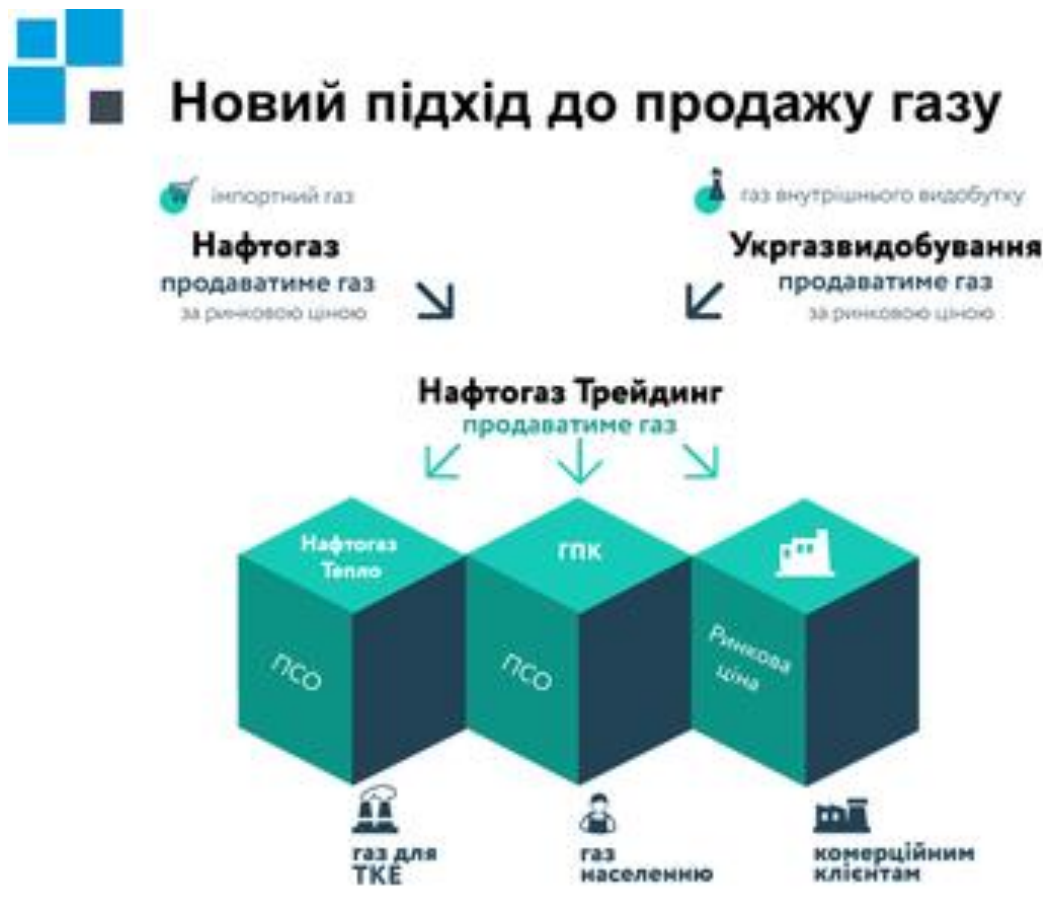 Новий підхід до продажу газу
імпортний газ
газ внутрішнього видобутку
Нафтогаз
Укргазвидобування
продаватиме газ
продаватиме газ
за ринковою ціною
за ринковою ціною
Нафтогаз Трейдинг
продаватиме газ
Нафтогаз
Тепло
ГПК
ПСО
ПСО
Ринкова
ціна
газ для
ТКЕ
газ
населенню
комерційним
клієнтам